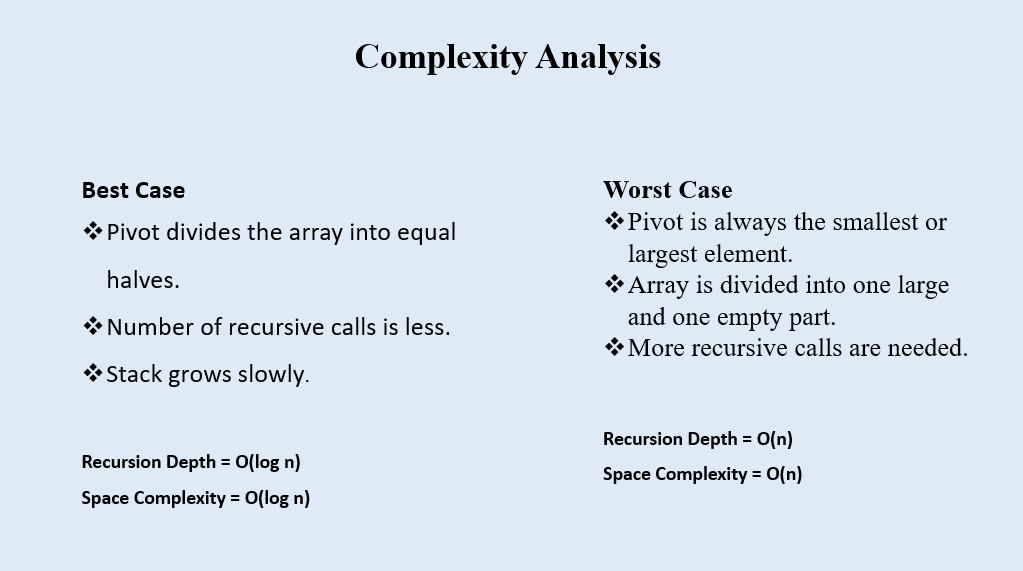 Complexity Analysis
Best Case
❖Pivot divides the array into equal
halves.
❖Number of recursive calls is less.
❖Stack grows slowly.
Recursion Depth = O(log n)
Space Complexity = O(log n)
Worst Case
❖Pivot is always the smallest or
largest element.
❖Array is divided into one large
and one empty part.
❖More recursive calls are needed.
Recursion Depth = O(n)
Space Complexity = O(n)